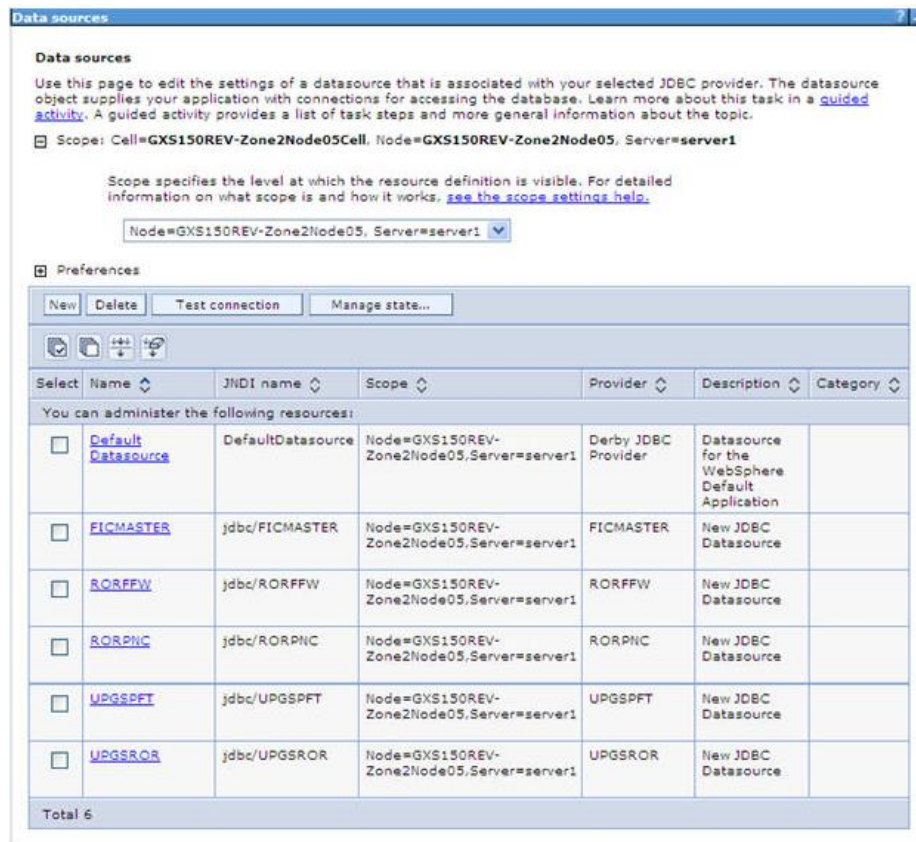 Data sources
?
Data sources
Use this page to edit the settings of a datasource that is associated with your selected JDBC provider. The datasource
object supplies your application with connections for accessing the database. Learn more about this task in a guided
activity. A guided activity provides a list of task steps and more general information about the topic.
Scope: Cell=GXS150REV-Zone2Node05Cell, Node=GXS150REV-Zone2Node05, Server=server1
Scope specifies the level at which the resource definition is visible. For detailed
information on what scope is and how it works, see the scope settings help.
Node=GXS150REV-Zone2Node05, Server=server1
Preferences
New Delete Test connection Manage state...
Select Name JNDI name Scope Provider Description Category
You can administer the following resources:
Default DefaultDatasource Node=GXS150REV- Derby JDBC Datasource
Datasource Zone2Node05,Server=server1 Provider for the
WebSphere
Default
Application
FICMASTER jdbc/FICMASTER Node=GXS150REV- FICMASTER New JDBC
Zone2Node05,Server=server1 Datasource
RORFFW jdbc/RORFFW Node=GXS150REV- RORFFW New JDBC
Zone2Node05,Server=server1 Datasource
RORPNC jdbc/RORPNC Node=GXS150REV- RORPNC New JDBC
Zone2Node05,Server=server1 Datasource
UPGSPFT jdbc/UPGSPFT Node=GXS150REV- UPGSPFT New JDBC
Zone2Node05,Server=server1 Datasource
UPGSROR jdbc/UPGSROR Node=GXS150REV- UPGSROR New JDBC
Zone2Node05,Server=server1 Datasource
Total 6